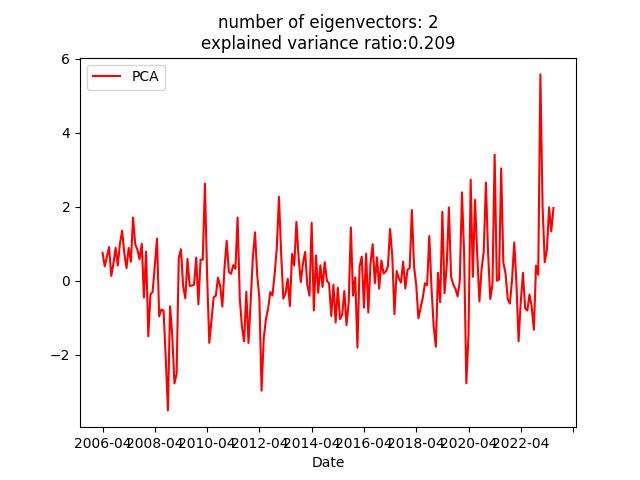 number of eigenvectors: 2
explained variance ratio:0.209
PCA
6
4
2
0
−2
2006-04 2008-04 2010-04 2012-04 2014-04 2016-04 2018-04 2020-04 2022-04
Date